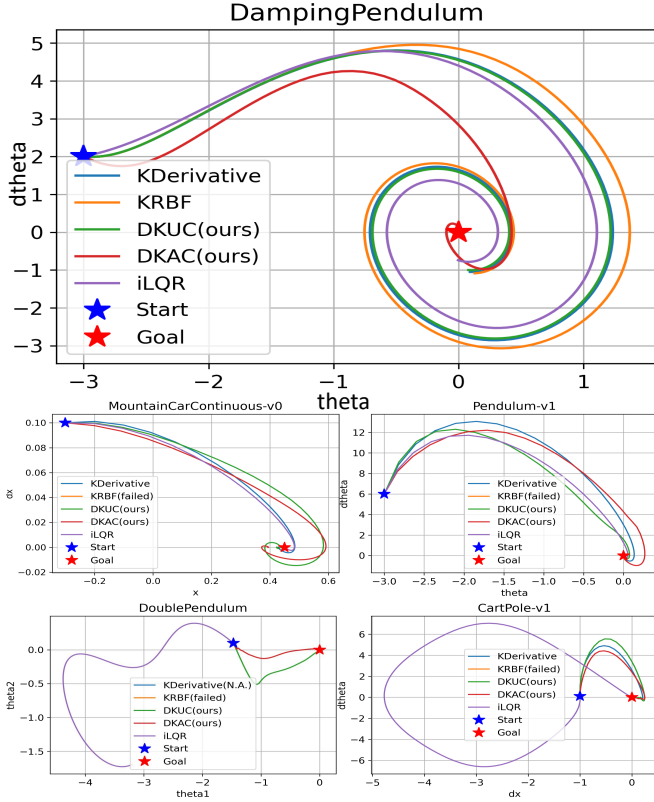 DampingPendulum
5
4
3
2
1
0
−1
−2
−3
dtheta
KDerivative
KRBF
DKUC(ours)
DKAC(ours)
iLQR
Start
Goal
−3
−2
−1
0
1
theta
MountainCarContinuous-v0
0.10
0.08
0.06
0.04
0.02
0.00
−0.02
dx
KDerivative
KRBF(failed)
DKUC(ours)
DKAC(ours)
iLQR
Start
Goal
−0.2
0.0
0.2
0.4
0.6
x
Pendulum-v1
12
10
8
6
4
2
0
dtheta
KDerivative
KRBF(failed)
DKUC(ours)
DKAC(ours)
iLQR
Start
Goal
−3.0
−2.5
−2.0
−1.5
−1.0
−0.5
0.0
theta
DoublePendulum
0.0
−0.5
−1.0
−1.5
theta2
KDerivative(N.A.)
KRBF(failed)
DKUC(ours)
DKAC(ours)
iLQR
Start
Goal
−4
−3
−2
−1
0
theta1
CartPole-v1
6
4
2
0
−2
−4
−6
dtheta
KDerivative
KRBF(failed)
DKUC(ours)
DKAC(ours)
iLQR
Start
Goal
−5
−4
−3
−2
−1
0
dx